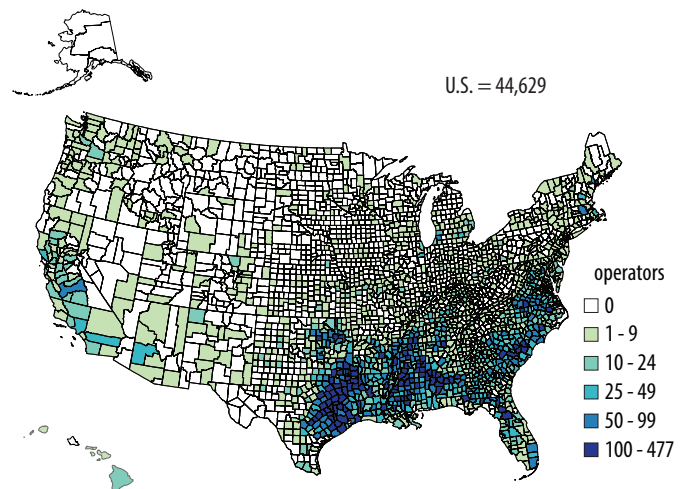 U.S. = 44,629
operators
0
1 - 9
10 - 24
25 - 49
50 - 99
100 - 477